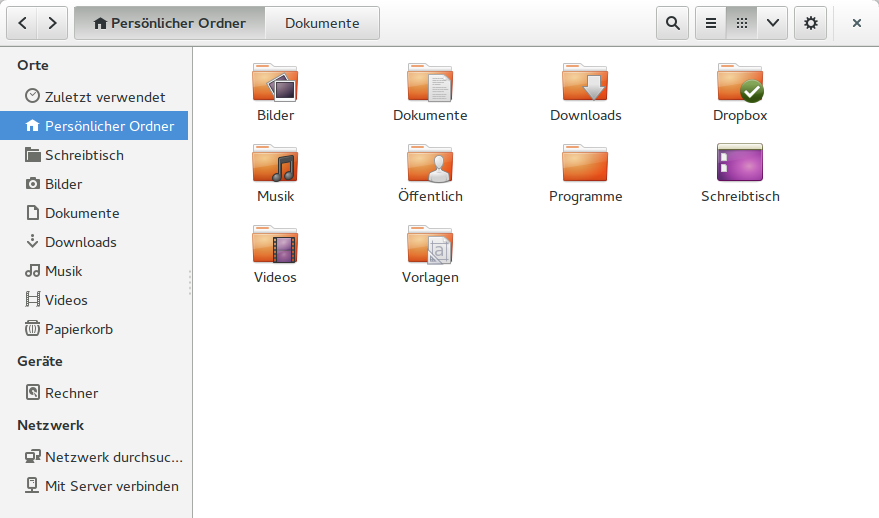 Persönlicher Ordner
Dokumente
Orte
Zuletzt verwendet
Persönlicher Ordner
Schreibtisch
Bilder
Dokumente
Downloads
Musik
Videos
Papierkorb
Geräte
Rechner
Netzwerk
Netzwerk durchsuc...
Mit Server verbinden
Bilder
Dokumente
Downloads
Dropbox
Musik
Öffentlich
Programme
Schreibtisch
Videos
Vorlagen